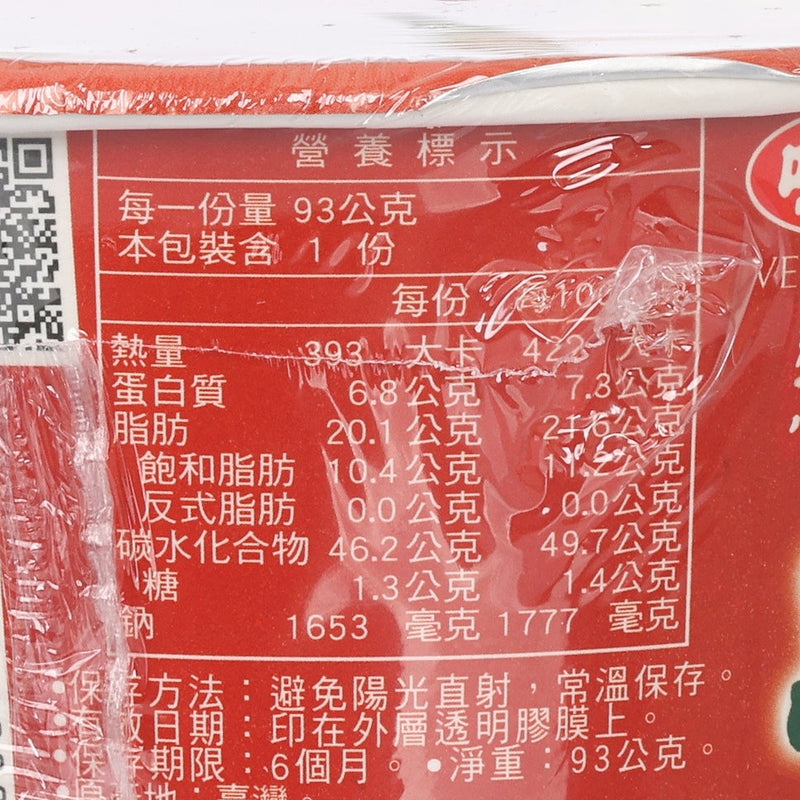 營養標示
每一份量 93公克
本包裝含 1 份
每份
熱量 393 大卡 大卡
蛋白質 6.8公克 7.3公克
脂肪 20.1公克 21.6公克
飽和脂肪 10.4公克 11.2公克
反式脂肪 0.0公克 0.0公克
碳水化合物 46.2公克 49.7公克
糖 1.3公克 1.4公克
鈉 1653 毫克 1777 毫克
•保存方法：避免陽光直射，常溫保存。
•有效日期：印在外層透明膠膜上。
•保存期限：6個月。•淨重：93公克。
VE